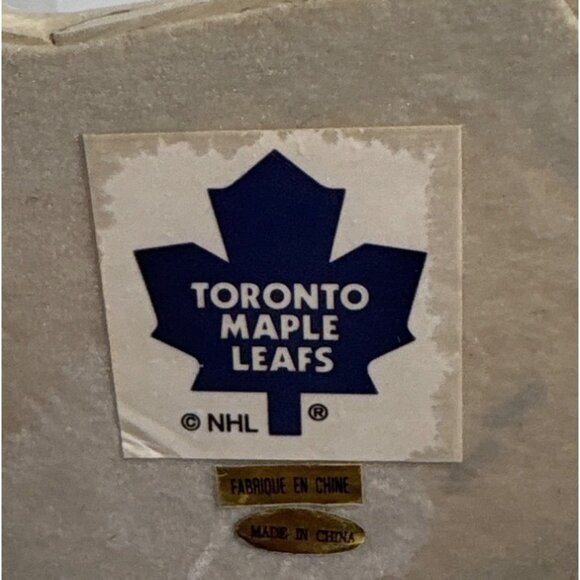 TORONTO
MAPLE
LEAFS
© NHL ®
FABRIQUE EN CHINE
MADE IN CHINA